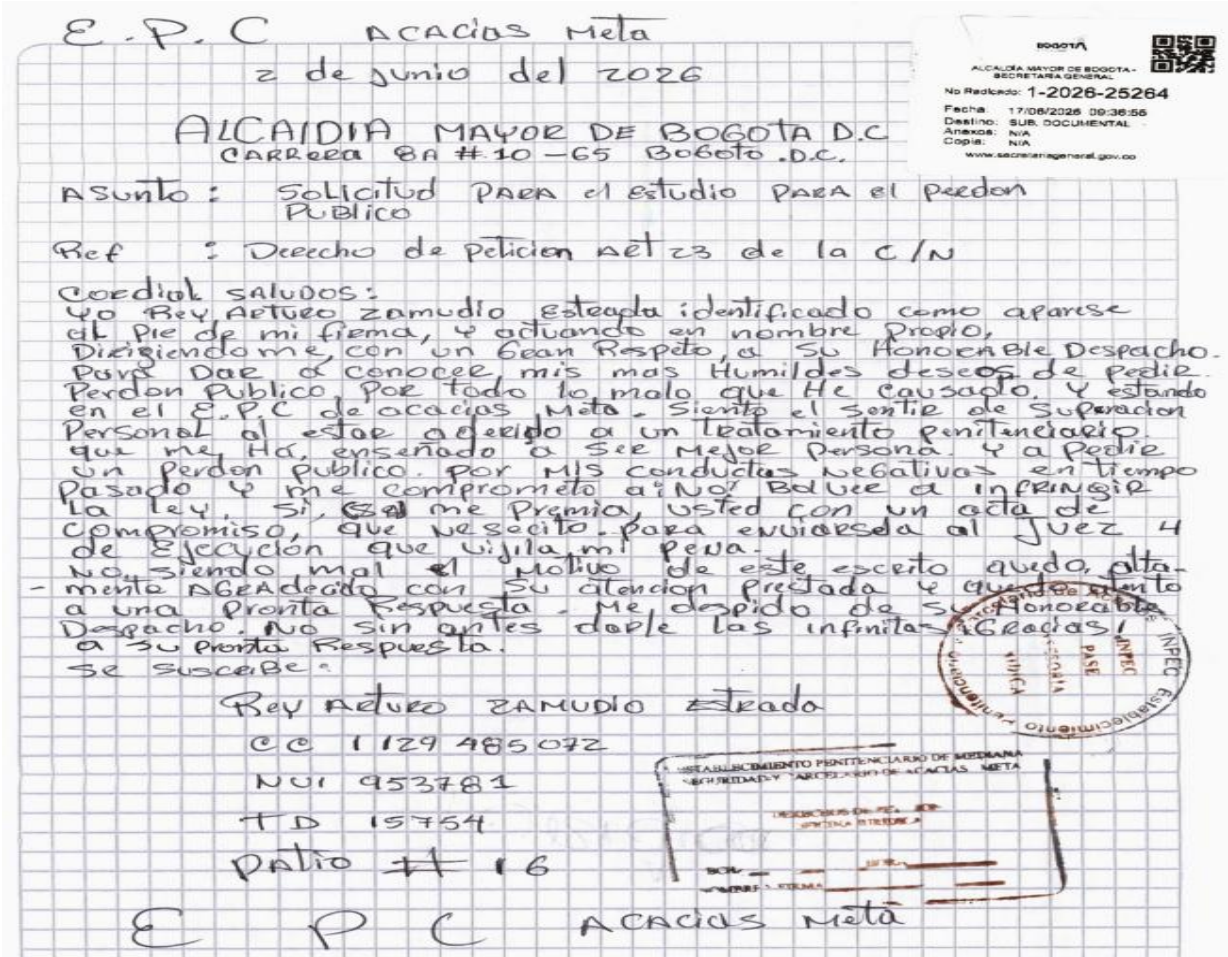 E.P.C Acacias Meta
2 de Junio del 2026
BOGOTÁ
ALCALDÍA MAYOR DE BOGOTA -
SECRETARÍA GENERAL
No Radicado: 1-2026-25264
Fecha: 17/06/2026 09:36:55
Destino: SUB. DOCUMENTAL
Anexos: N/A
Copia: N/A
www.secretariageneral.gov.co
ALCAIDIA MAYOR DE BOGOTA D.C
CARRERA 8A #.10-65 BOGOTO.D.C.
ASUNTO : SOLICITUD PARA el estudio PARA el PERDON
PUBLICO
Ref : Derecho de peticion Art 23 de la C/N
Cordial SALUDOS:
yo Rey Arturo zamudio Estrada identificado como aparese
al pie de mi firma, y actuando en nombre Propio,
Dirigiendome, con un Gran Respeto, a su Honorable Despacho.
Para Dar a conocer, mis mas Humildes deseos de pedir.
Perdon Publico, Por todo lo malo que He causado. y estando
en el E.P.C de acacias, Meta. Siento el sentir de Superacion
Personal al estar agerido a un tratamiento penitenciario
que me, Ha, enseñado a ser Mejor Persona. y a Pedir
un Perdon publico. por Mis conductas Negativas en tiempo
Pasado y me comprometo a: NO! Bolver a infringir
La Ley. Si, me Premia, usted con un acta de
compromiso, que Nesecito. para enviarsela al Juez 4
de Ejecución que vijila, mi pena.
No, siendo mal el Motivo de este escrito quedo, alta-
- mente Agradecido con su atencion Prestada y quedo atento
a una pronta Respuesta. Me, despido de su Honorable
Despacho. No sin antes darle las infinitas ¡Gracias!
a su pronta Respuesta.
Se suscribe:
Rey Arturo ZAMUDIO Estrada
CC 1129 485 072
NUI 953781
TD 15754
PATIO # 16
E P C Acacias Meta
INPEC Establecimiento Penitenciario
INPEC
PASE
ESTABLECIMIENTO PENITENCIARIO DE MEDIANA
SEGURIDAD Y CARCELARIO DE ACACIAS META